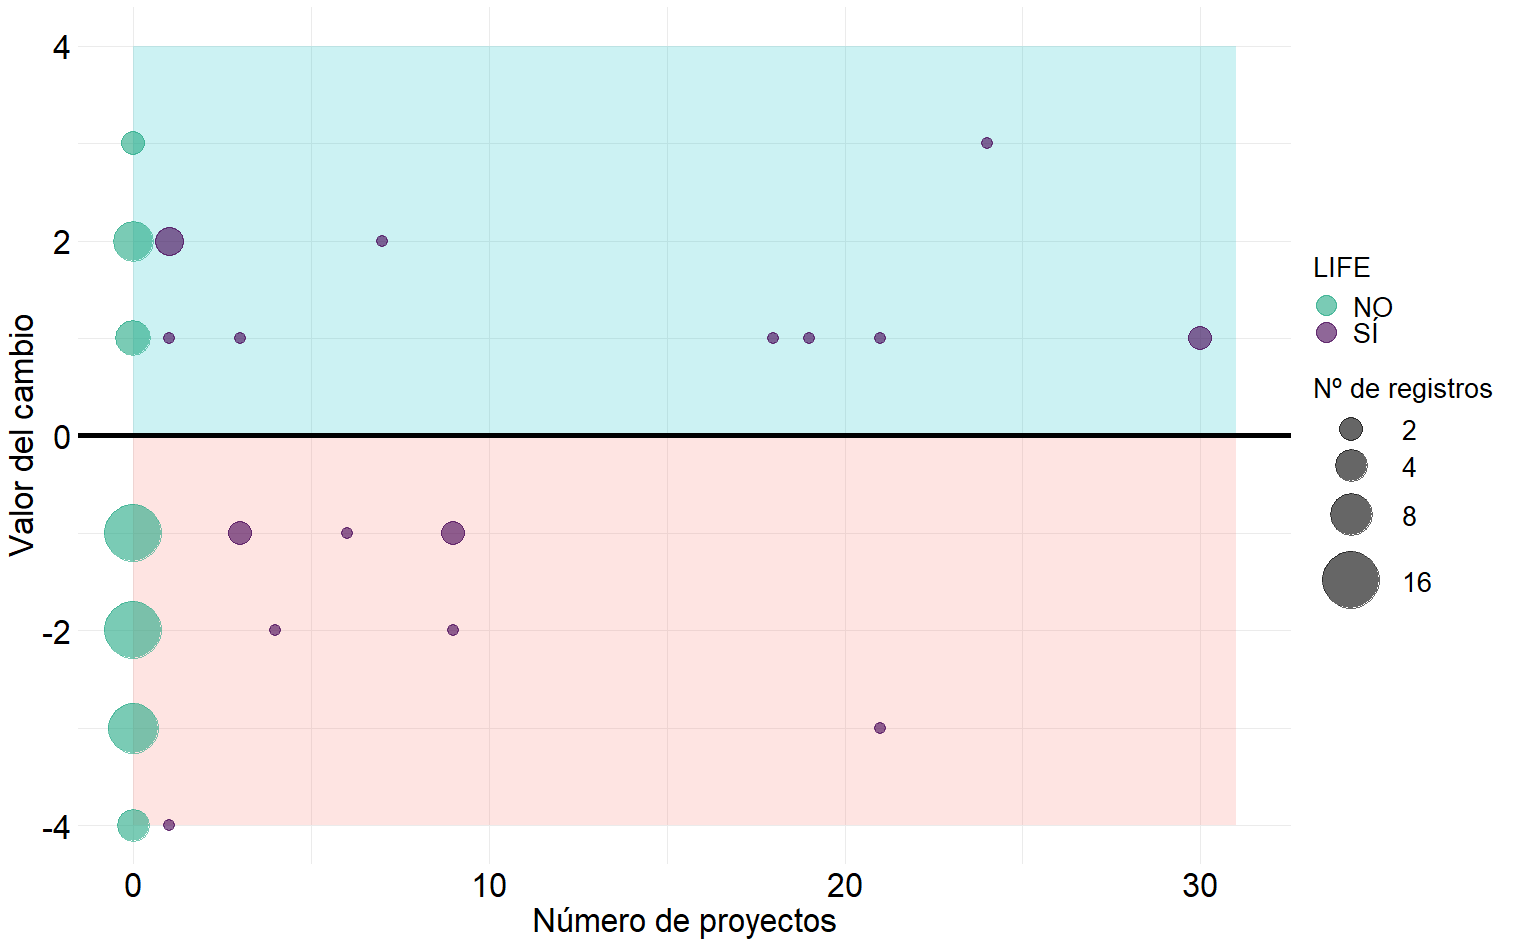 4
2
0
-2
-4
Valor del cambio
0 10 20 30
Número de proyectos
LIFE
NO
SÍ
Nº de registros
2
4
8
16